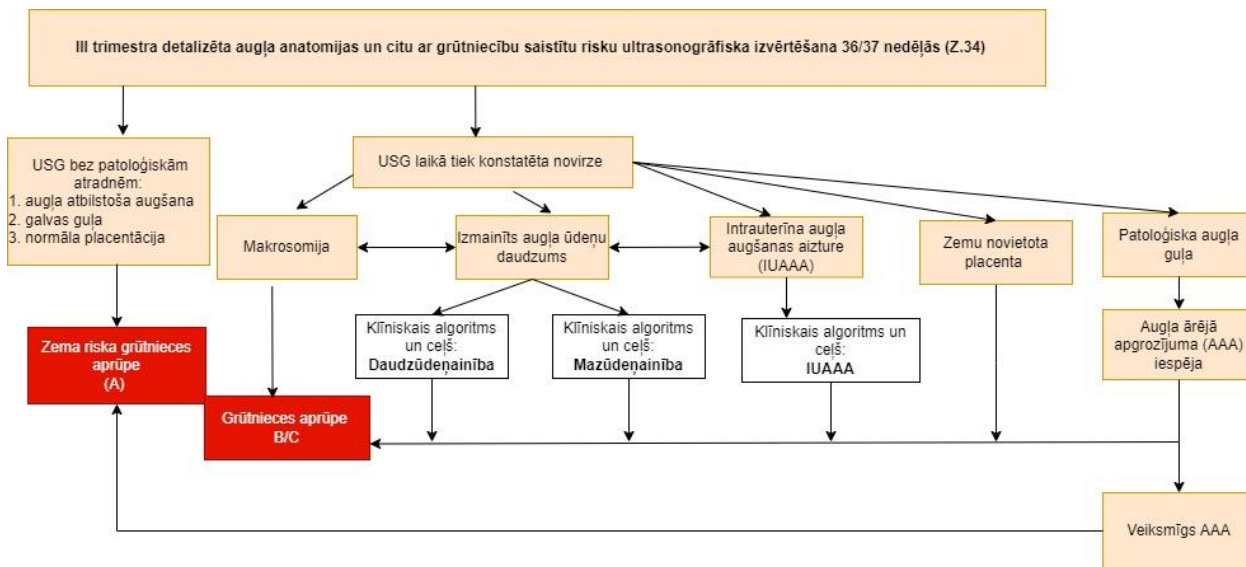 III trimestra detalizēta augļa anatomijas un citu ar grūtniecību saistītu risku ultrasonogrāfiska izvērtēšana 36/37 nedēļās (Z.34)
USG bez patoloģiskām
atradnēm:
1. augļa atbilstoša augšana
2. galvas guļa
3. normāla placentācija
USG laikā tiek konstatēta novirze
Makrosomija
Izmainīts augļa ūdeņu
daudzums
Intrauterīna augļa
augšanas aizture
(IUAAA)
Zemu novietota
placenta
Patoloģiska augļa
guļa
Klīniskais algoritms
un ceļš:
Daudzūdeņainība
Klīniskais algoritms
un ceļš:
Mazūdeņainība
Klīniskais algoritms un
ceļš:
IUAAA
Augļa ārējā
apgrozījuma (AAA)
iespēja
Zema riska grūtnieces
aprūpe
(A)
Grūtnieces aprūpe
B/C
Veiksmīgs AAA